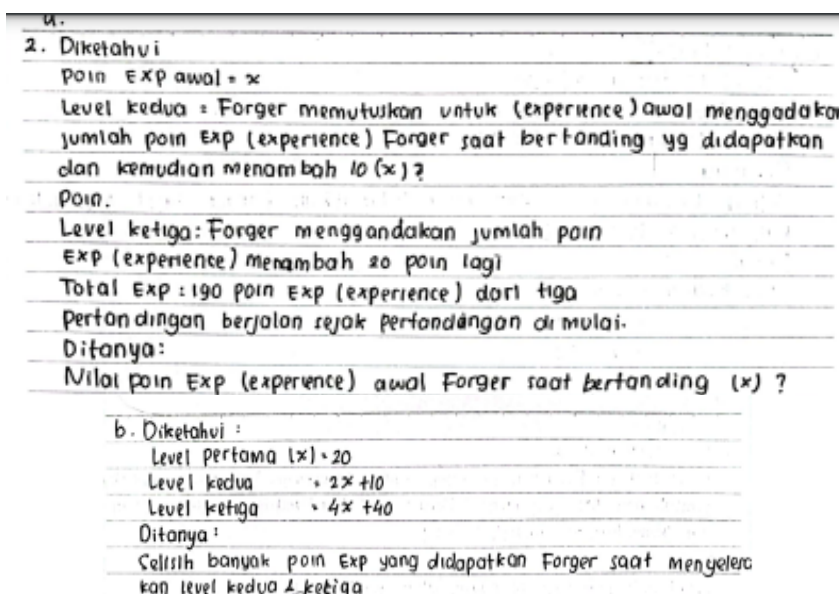 2. Diketahui
Poin EXP awal = x
Level kedua : Forger memutuskan untuk (experience) awal menggadakan
jumlah poin EXP (experience) Forger saat bertanding yg didapatkan
dan kemudian menambah 10 (x) ?
Poin.
Level ketiga : Forger menggandakan jumlah poin
EXP (experience) menambah 20 poin lagi
Total EXP : 190 poin EXP (experience) dari tiga
pertandingan berjalan sejak pertandingan di mulai.
Ditanya :
Nilai poin EXP (experience) awal Forger saat bertanding (x) ?
b. Diketahui :
Level pertama (x) = 20
Level kedua = 2x + 10
Level ketiga = 4x + 40
Ditanya :
Selisih banyak poin EXP yang didapatkan Forger saat menyelesa
kan level kedua & ketiga